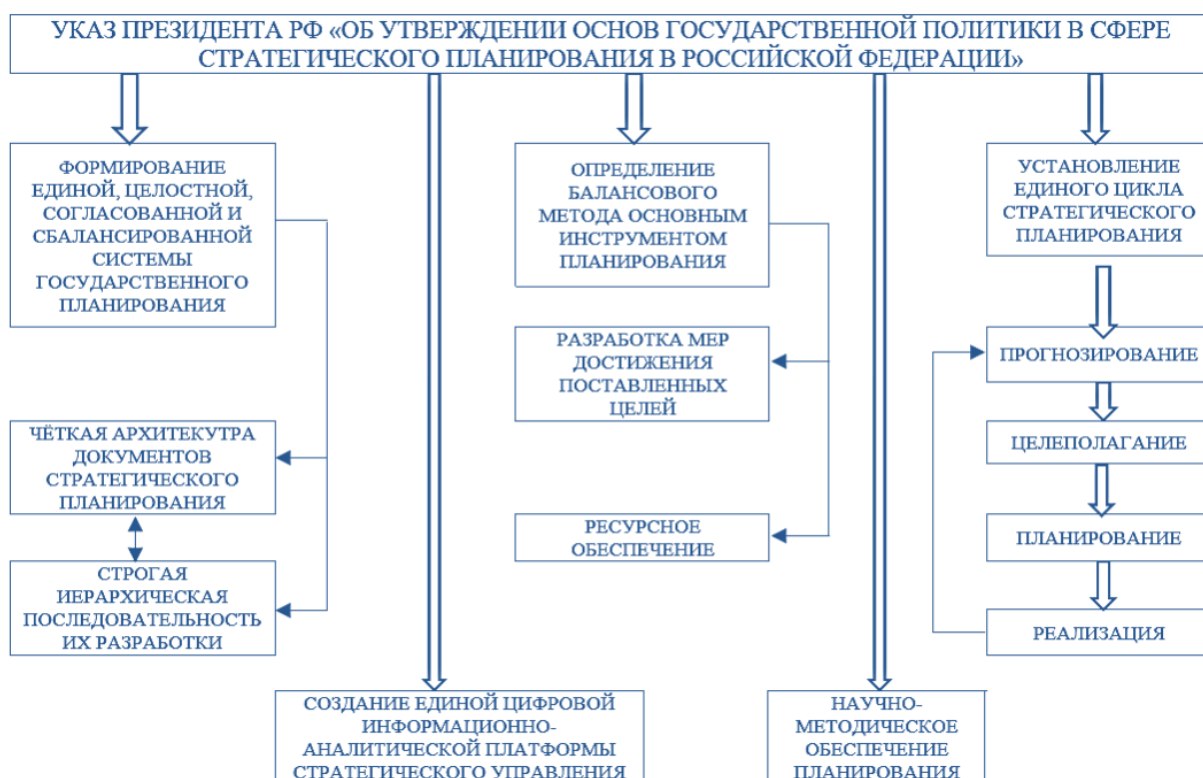 УКАЗ ПРЕЗИДЕНТА РФ «ОБ УТВЕРЖДЕНИИ ОСНОВ ГОСУДАРСТВЕННОЙ ПОЛИТИКИ В СФЕРЕ
СТРАТЕГИЧЕСКОГО ПЛАНИРОВАНИЯ В РОССИЙСКОЙ ФЕДЕРАЦИИ»
ФОРМИРОВАНИЕ
ЕДИНОЙ, ЦЕЛОСТНОЙ,
СОГЛАСОВАННОЙ И
СБАЛАНСИРОВАННОЙ
СИСТЕМЫ
ГОСУДАРСТВЕННОГО
ПЛАНИРОВАНИЯ
ЧЁТКАЯ АРХИТЕКУТРА
ДОКУМЕНТОВ
СТРАТЕГИЧЕСКОГО
ПЛАНИРОВАНИЯ
СТРОГАЯ
ИЕРАРХИЧЕСКАЯ
ПОСЛЕДОВАТЕЛЬНОСТЬ
ИХ РАЗРАБОТКИ
СОЗДАНИЕ ЕДИНОЙ ЦИФРОВОЙ
ИНФОРМАЦИОННО-
АНАЛИТИЧЕСКОЙ ПЛАТФОРМЫ
СТРАТЕГИЧЕСКОГО УПРАВЛЕНИЯ
ОПРЕДЕЛЕНИЕ
БАЛАНСОВОГО
МЕТОДА ОСНОВНЫМ
ИНСТРУМЕНТОМ
ПЛАНИРОВАНИЯ
РАЗРАБОТКА МЕР
ДОСТИЖЕНИЯ
ПОСТАВЛЕННЫХ
ЦЕЛЕЙ
РЕСУРСНОЕ
ОБЕСПЕЧЕНИЕ
НАУЧНО-
МЕТОДИЧЕСКОЕ
ОБЕСПЕЧЕНИЕ
ПЛАНИРОВАНИЯ
УСТАНОВЛЕНИЕ
ЕДИНОГО ЦИКЛА
СТРАТЕГИЧЕСКОГО
ПЛАНИРОВАНИЯ
ПРОГНОЗИРОВАНИЕ
ЦЕЛЕПОЛАГАНИЕ
ПЛАНИРОВАНИЕ
РЕАЛИЗАЦИЯ